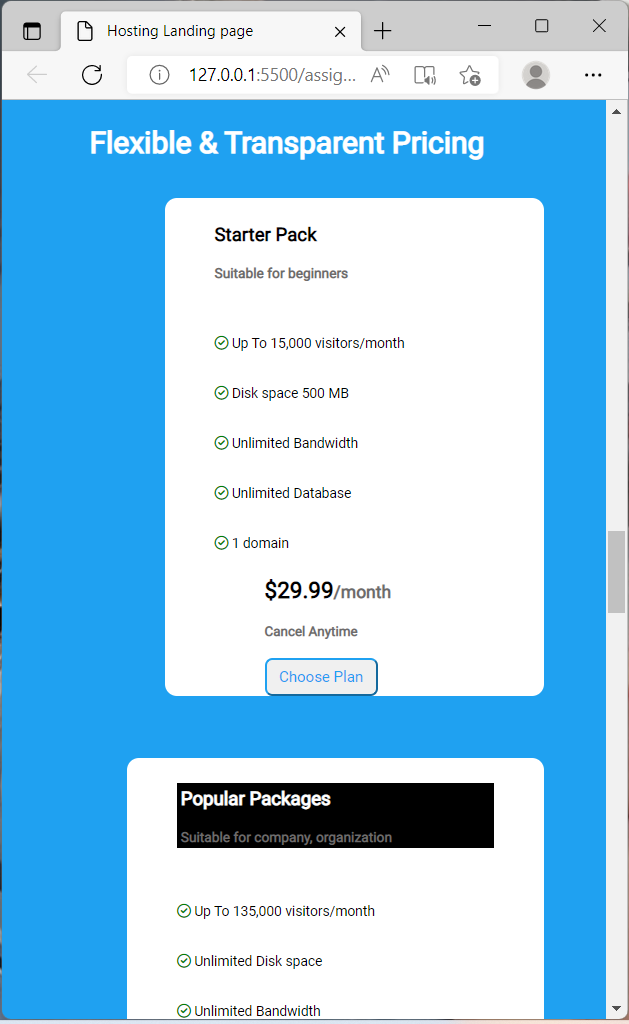 Hosting Landing page
127.0.0.1:5500/assig...
Flexible & Transparent Pricing
Starter Pack
Suitable for beginners
Up To 15,000 visitors/month
Disk space 500 MB
Unlimited Bandwidth
Unlimited Database
1 domain
$29.99/month
Cancel Anytime
Choose Plan
Popular Packages
Suitable for company, organization
Up To 135,000 visitors/month
Unlimited Disk space
Unlimited Bandwidth